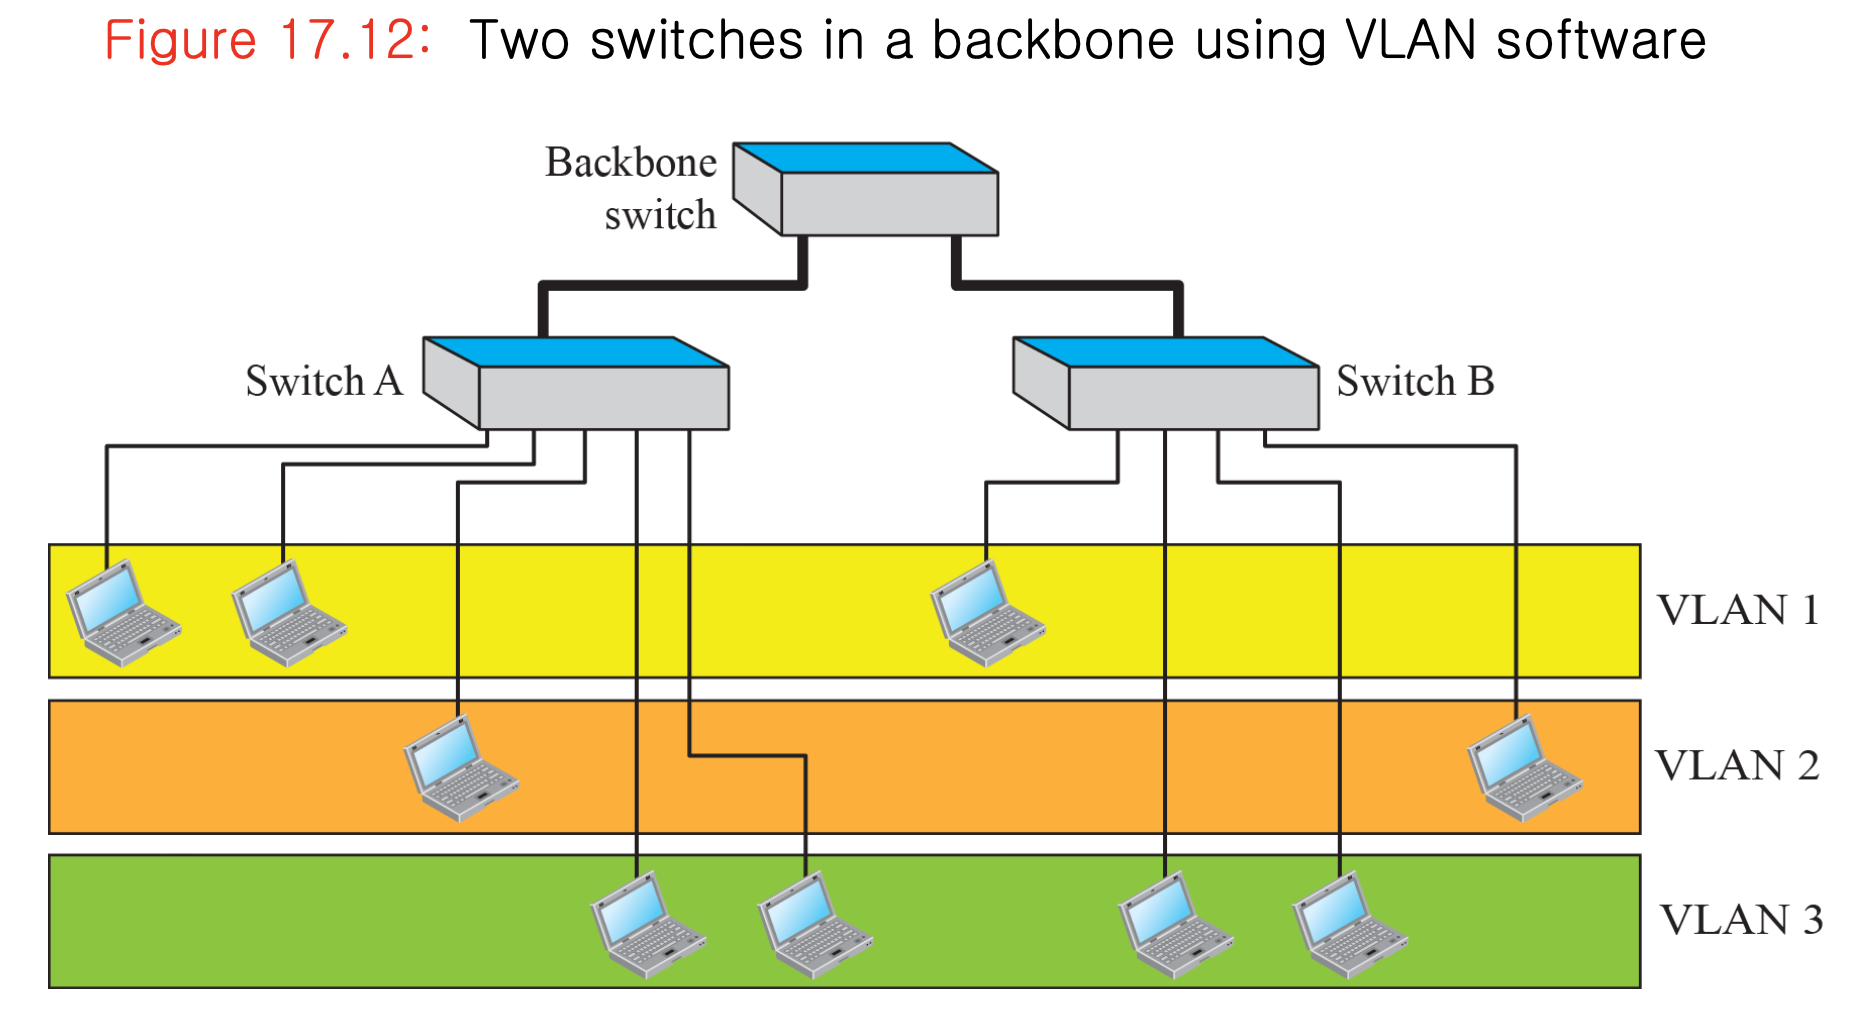 Figure 17.12: Two switches in a backbone using VLAN software
Backbone
switch
Switch A
Switch B
VLAN 1
VLAN 2
VLAN 3